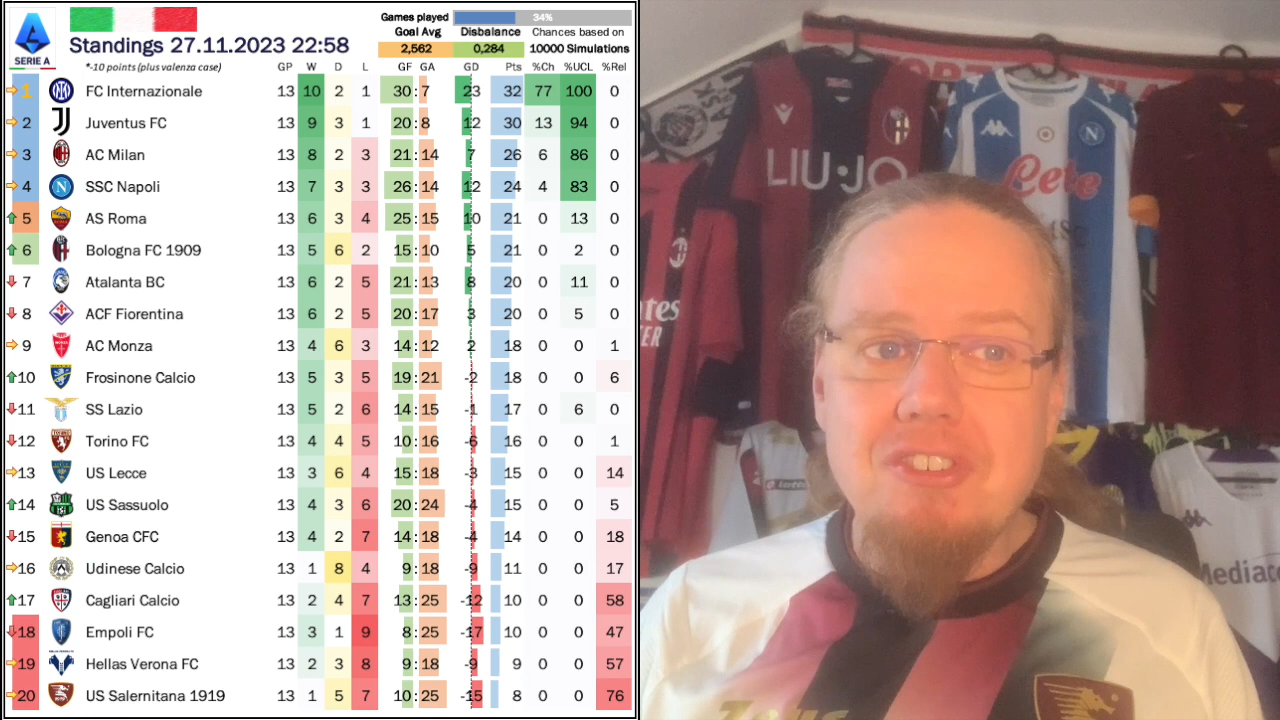 Games played 34%
Goal Avg Disbalance Chances based on
Standings 27.11.2023 22:58 2,562 0,284 10000 Simulations
SERIE A
*-10 points (plus valenza case) GP W D L GF GA GD Pts %Ch %UCL %Rel
1 FC Internazionale 13 10 2 1 30:7 23 32 77 100 0
2 Juventus FC 13 9 3 1 20:8 12 30 13 94 0
3 AC Milan 13 8 2 3 21:14 7 26 6 86 0
4 SSC Napoli 13 7 3 3 26:14 12 24 4 83 0
5 AS Roma 13 6 3 4 25:15 10 21 0 13 0
6 Bologna FC 1909 13 5 6 2 15:10 5 21 0 2 0
7 Atalanta BC 13 6 2 5 21:13 8 20 0 11 0
8 ACF Fiorentina 13 6 2 5 20:17 3 20 0 5 0
9 AC Monza 13 4 6 3 14:12 2 18 0 0 1
10 Frosinone Calcio 13 5 3 5 19:21 -2 18 0 0 6
11 SS Lazio 13 5 2 6 14:15 -1 17 0 6 0
12 Torino FC 13 4 4 5 10:16 -6 16 0 0 1
13 US Lecce 13 3 6 4 15:18 -3 15 0 0 14
14 US Sassuolo 13 4 3 6 20:24 -4 15 0 0 5
15 Genoa CFC 13 4 2 7 14:18 -4 14 0 0 18
16 Udinese Calcio 13 1 8 4 9:18 -9 11 0 0 17
17 Cagliari Calcio 13 2 4 7 13:25 -12 10 0 0 58
18 Empoli FC 13 3 1 9 8:25 -17 10 0 0 47
19 Hellas Verona FC 13 2 3 8 9:18 -9 9 0 0 57
20 US Salernitana 1919 13 1 5 7 10:25 -15 8 0 0 76
LIU·JO
Lete
Mediaco